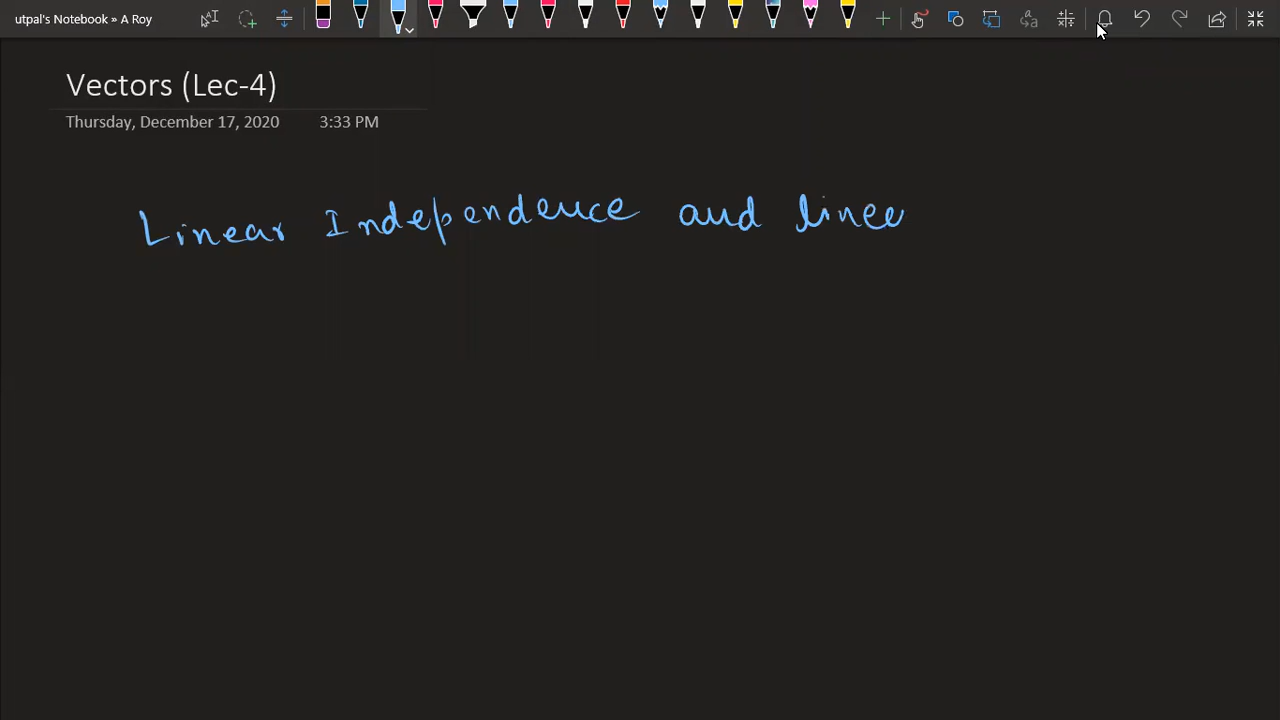 utpal's Notebook » A Roy
Vectors (Lec-4)
Thursday, December 17, 2020 3:33 PM
Linear Independence and linee